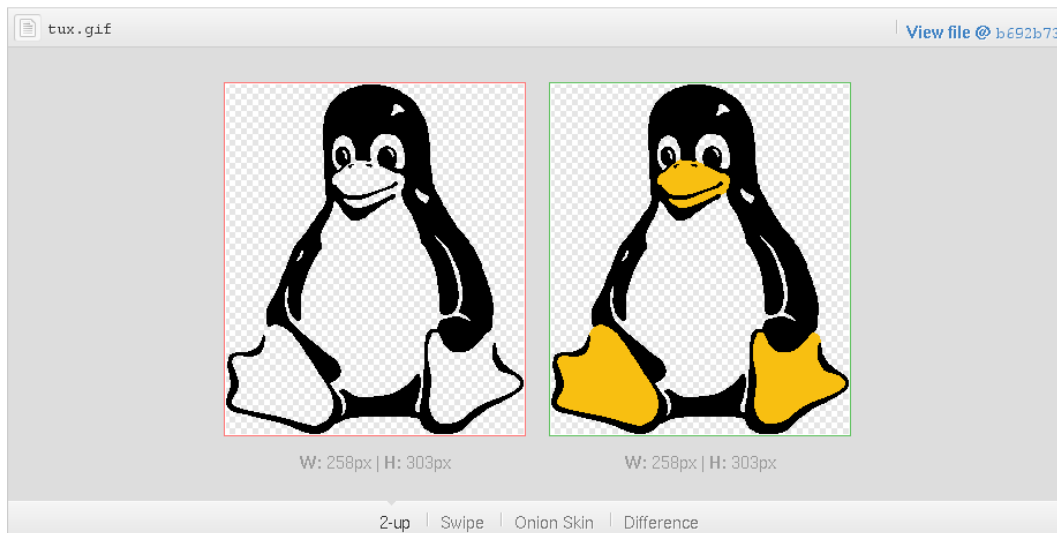 tux.gif
View file @ b692b73
W: 258px | H: 303px
W: 258px | H: 303px
2-up | Swipe | Onion Skin | Difference